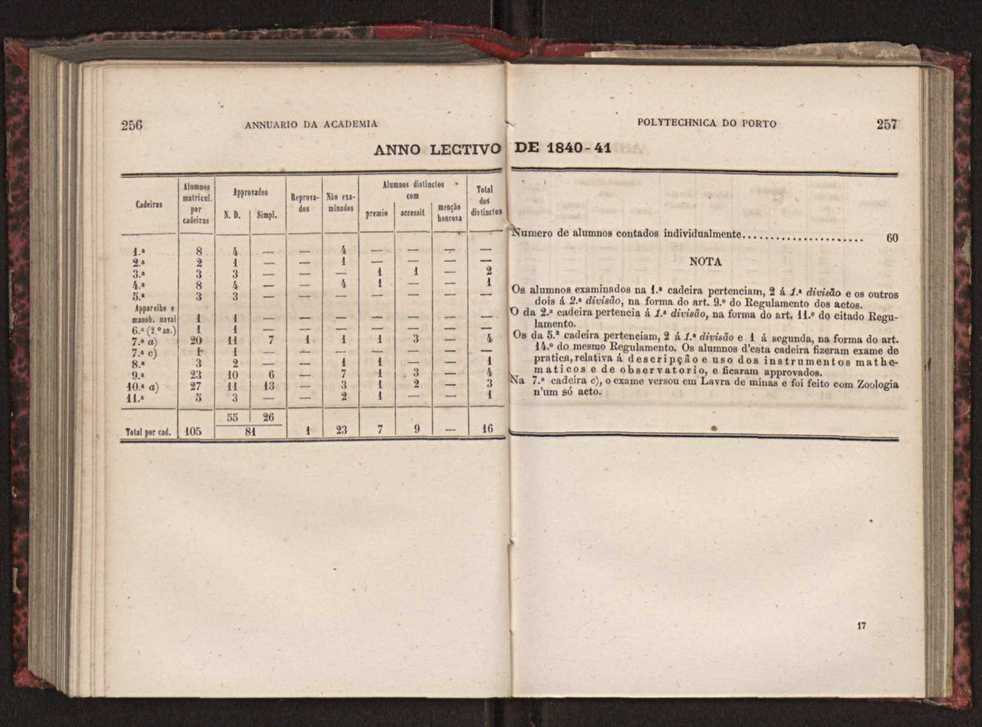 256 ANNUARIO DA ACADEMIA
ANNO LECTIVO
Cadeiras | Alumnos matricul. por cadeiras | Approvados N. D. | Simpl. | Reprova-dos | Não exa-minados | Alumnos distinctos com premio | accessit | menção honrosa | Total dos distinctos
1.ª 8 4 — — 4 — — — —
2.ª 2 1 — — 1 — — — —
3.ª 3 3 — — — 1 1 — 2
4.ª 8 4 — — 4 1 — — 1
5.ª 3 3 — — — — — — —
Apparelho e
manob. naval 1 1 — — — — — — —
6.ª (2.º an.) 1 1 — — — — — — —
7.ª a) 20 11 7 1 1 1 3 — 4
7.ª c) 1 1 — — — — — — —
8.ª 3 2 — — 1 1 — — 1
9.ª 23 10 6 — 7 1 3 — 4
10.ª a) 27 11 13 — 3 1 2 — 3
11.ª 5 3 — — 2 1 — — 1
55 26
Total por cad. 105 81 1 23 7 9 — 16
POLYTECHNICA DO PORTO 257
DE 1840-41
Numero de alumnos contados individualmente..................... 60
NOTA
Os alumnos examinados na 1.ª cadeira pertenciam, 2 á 1.ª divisão e os outros
dois á 2.ª divisão, na forma do art. 9.º do Regulamento dos actos.
O da 2.ª cadeira pertencia á 1.ª divisão, na forma do art. 11.º do citado Regu-
lamento.
Os da 5.ª cadeira pertenciam, 2 á 1.ª divisão e 1 á segunda, na forma do art.
14.º do mesmo Regulamento. Os alumnos d'esta cadeira fizeram exame de
pratica, relativa á descripção e uso dos instrumentos mathe-
maticos e de observatorio, e ficaram approvados.
Na 7.ª cadeira c), o exame versou em Lavra de minas e foi feito com Zoologia
n'um só acto.
17